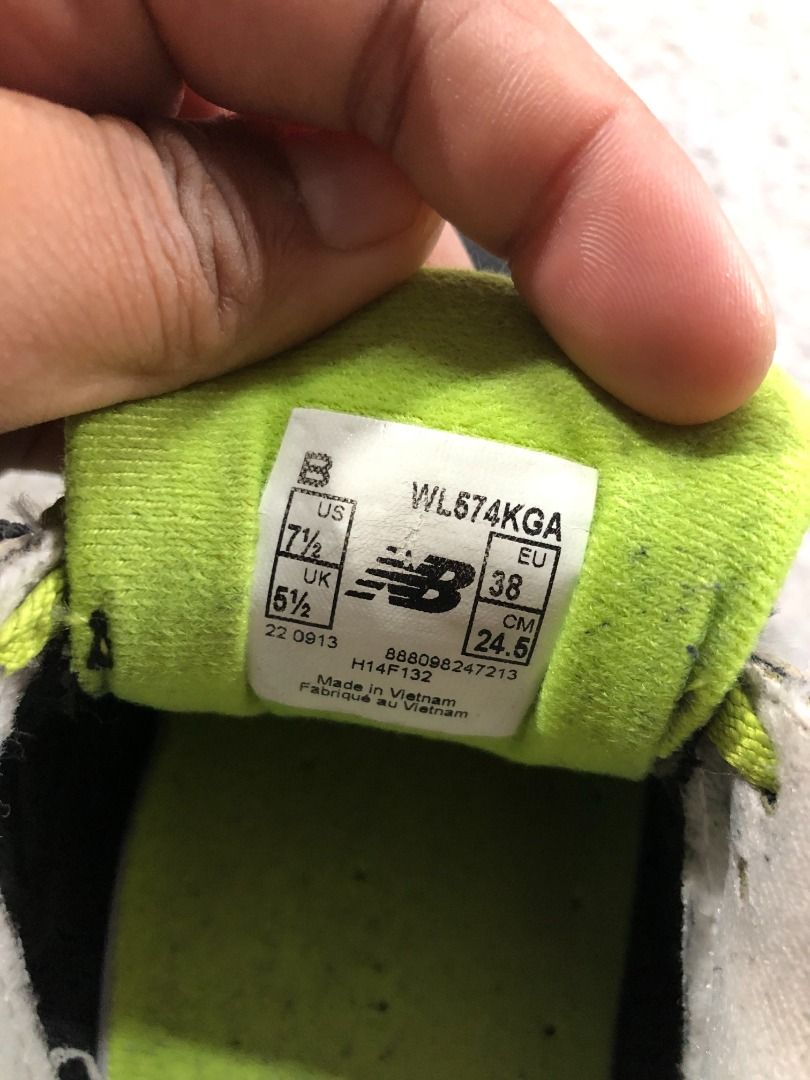 B
WL574KGA
US
7½
UK
5½
NB
EU
38
CM
24.5
22 0913
888098247213
H14F132
Made in Vietnam
Fabriqué au Vietnam